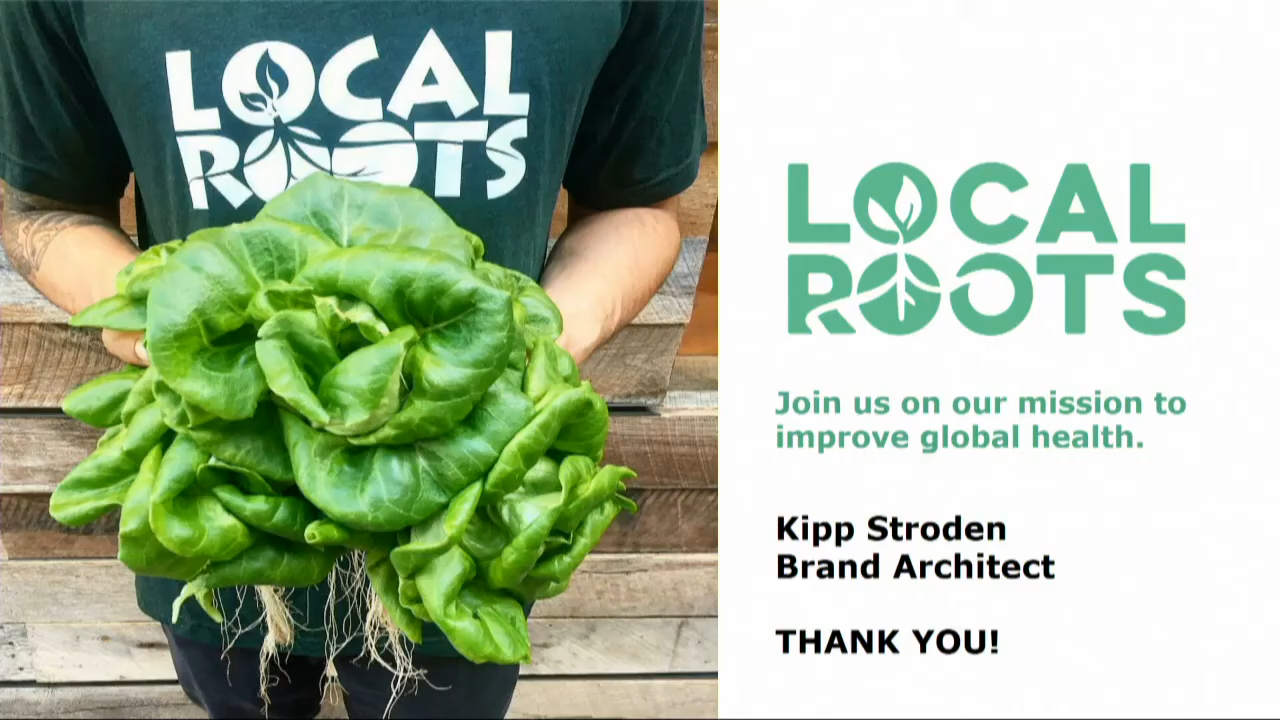 LOCAL
ROOTS
LOCAL
ROOTS
Join us on our mission to
improve global health.
Kipp Stroden
Brand Architect
THANK YOU!